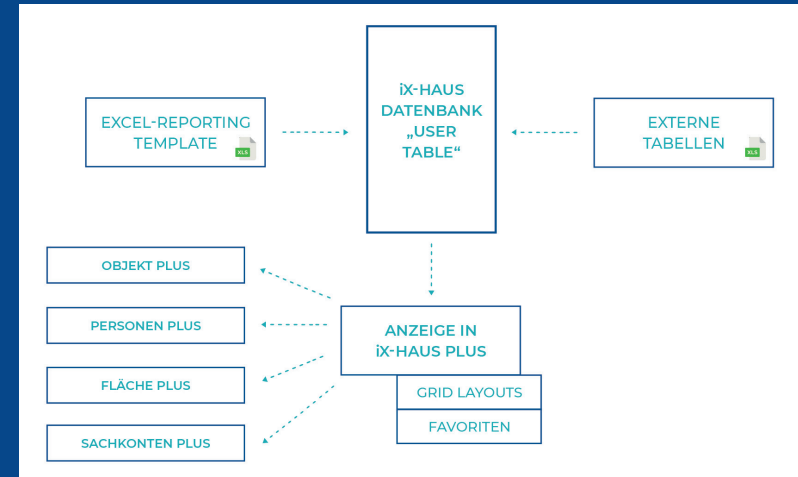 EXCEL-REPORTING
TEMPLATE
XLS
iX-HAUS
DATENBANK
„USER
TABLE“
EXTERNE
TABELLEN
XLS
OBJEKT PLUS
PERSONEN PLUS
FLÄCHE PLUS
SACHKONTEN PLUS
ANZEIGE IN
iX-HAUS PLUS
GRID LAYOUTS
FAVORITEN